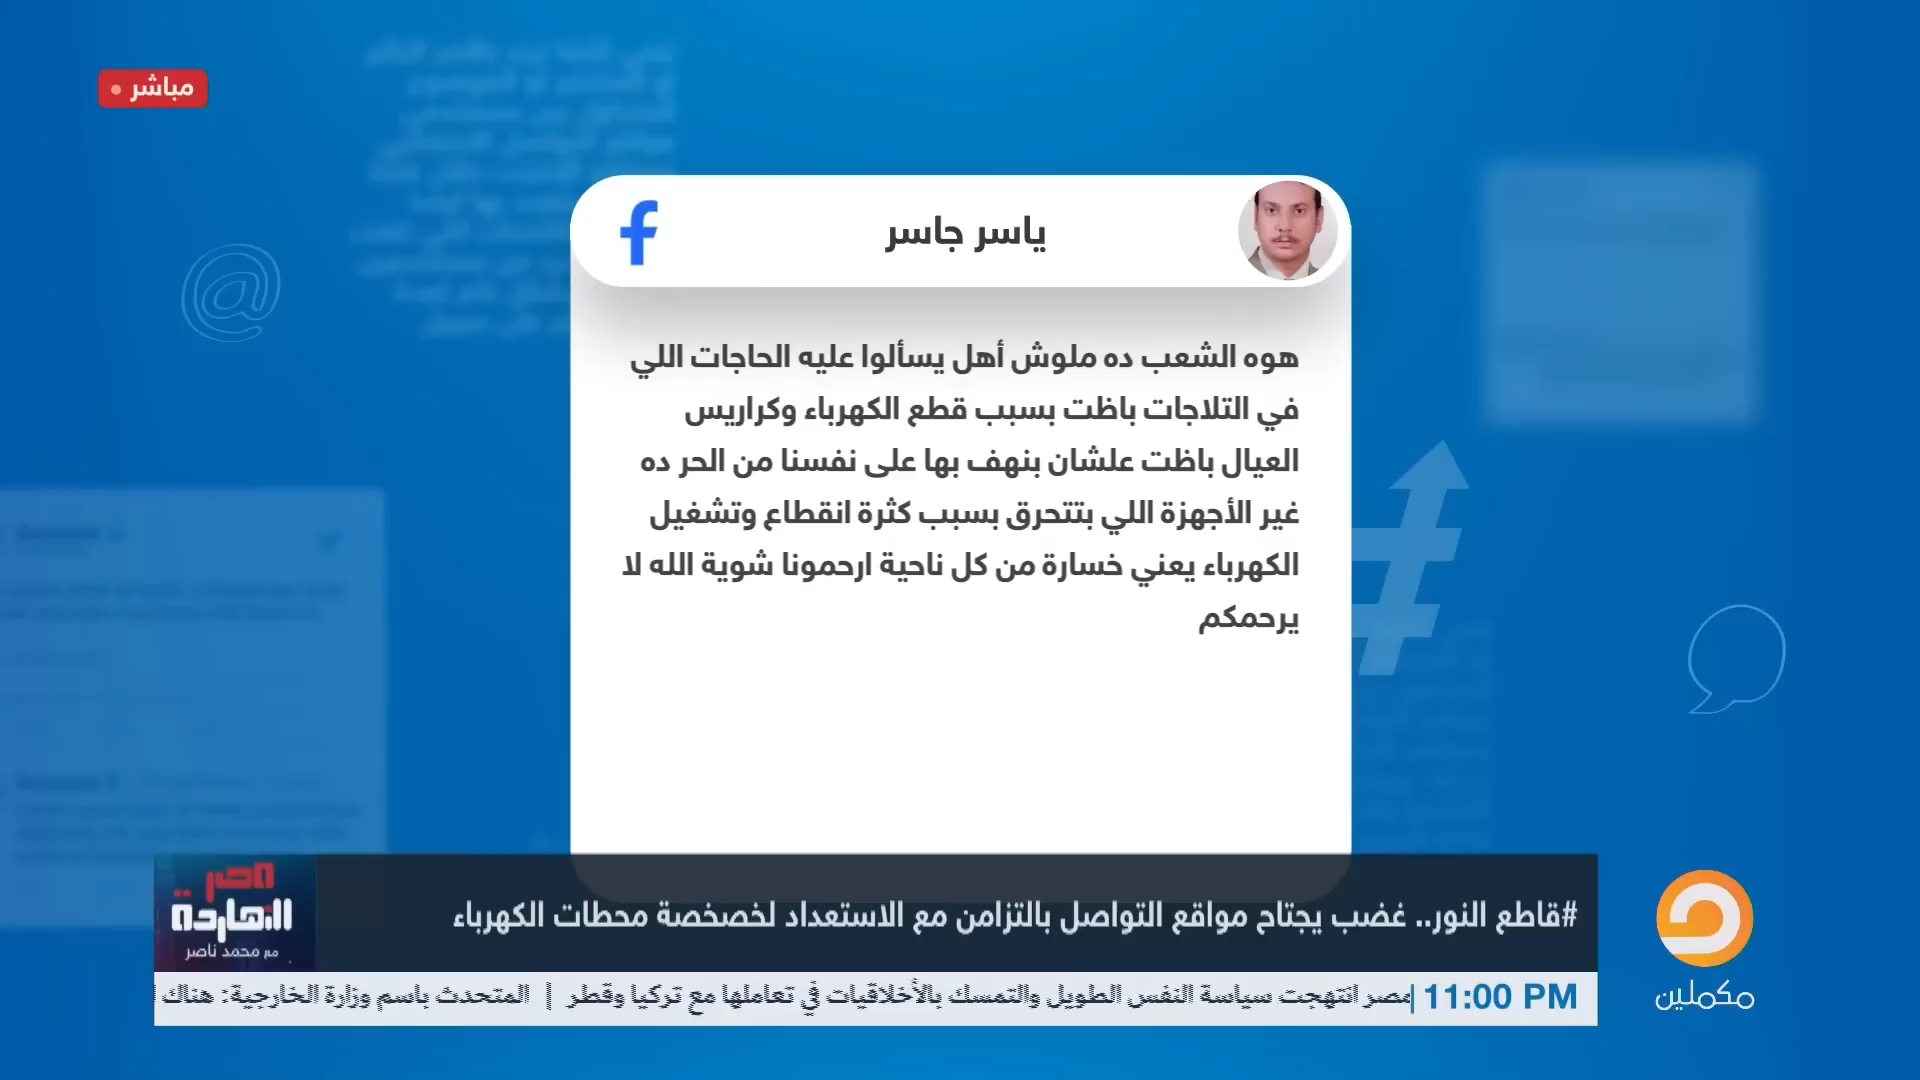 مباشر
ياسر جاسر
هوه الشعب ده ملوش أهل يسألوا عليه الحاجات اللي
في التلاجات باظت بسبب قطع الكهرباء وكراريس
العيال باظت علشان بنهف بها على نفسنا من الحر ده
غير الأجهزة اللي بتتحرق بسبب كثرة انقطاع وتشغيل
الكهرباء يعني خسارة من كل ناحية ارحمونا شوية الله لا
يرحمكم
#قاطع النور.. غضب يجتاح مواقع التواصل بالتزامن مع الاستعداد لخصخصة محطات الكهرباء
مصر
النهاردة
مع محمد ناصر
11:00 PM
مصر انتهجت سياسة النفس الطويل والتمسك بالأخلاقيات في تعاملها مع تركيا وقطر | المتحدث باسم وزارة الخارجية: هناك
مكملين